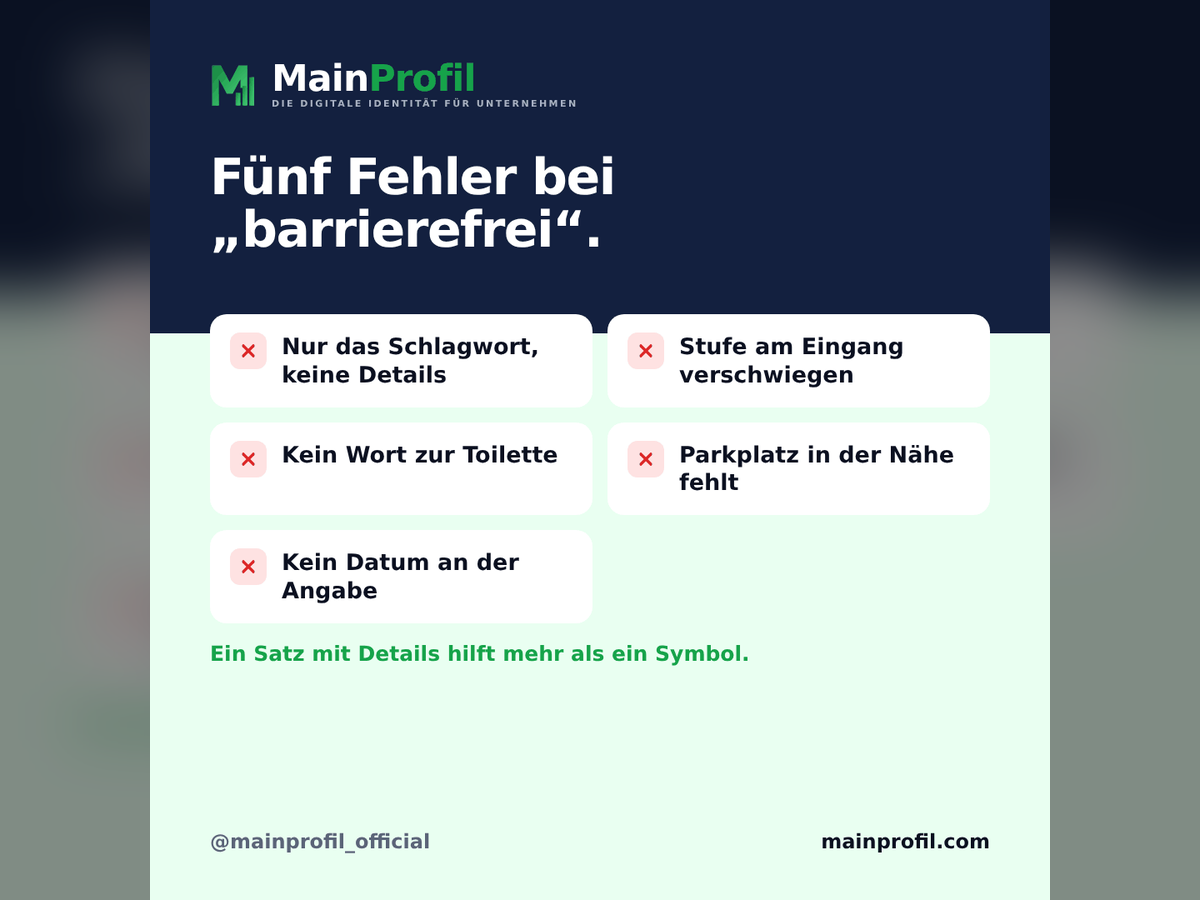 MainProfil
DIE DIGITALE IDENTITÄT FÜR UNTERNEHMEN
Fünf Fehler bei
„barrierefrei“.
Nur das Schlagwort,
keine Details
Stufe am Eingang
verschwiegen
Kein Wort zur Toilette
Parkplatz in der Nähe
fehlt
Kein Datum an der
Angabe
Ein Satz mit Details hilft mehr als ein Symbol.
@mainprofil_official
mainprofil.com